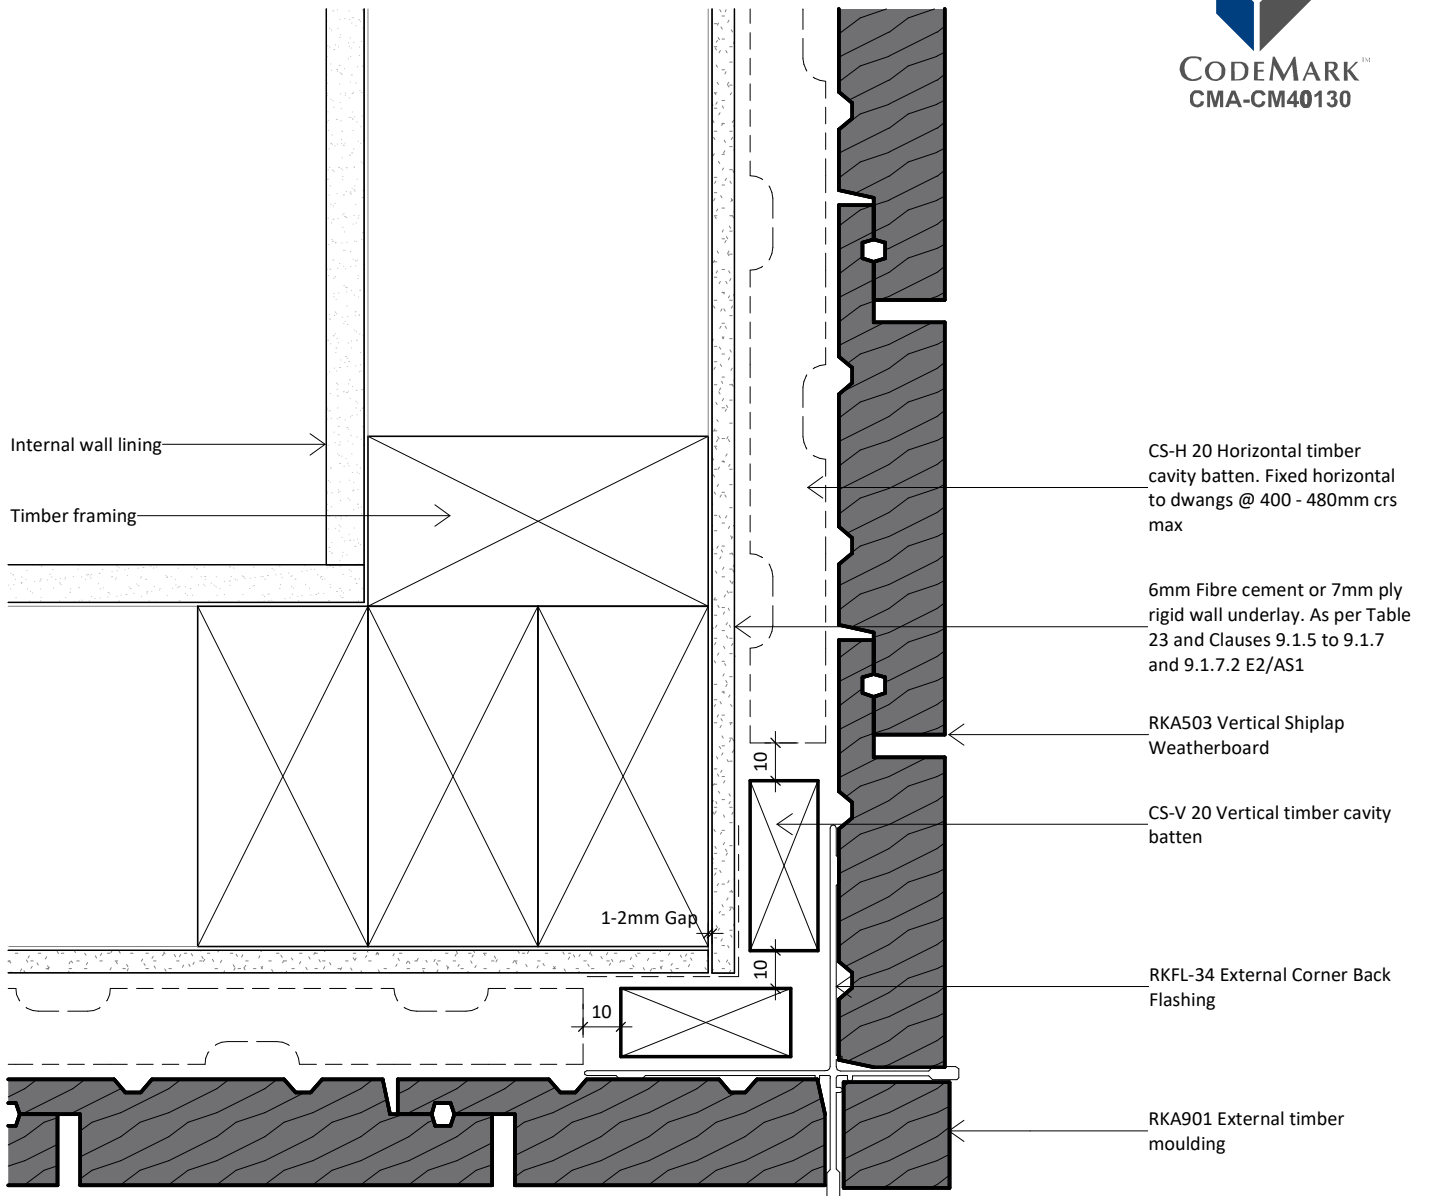 CODEMARK™
CMA-CM40130
Internal wall lining
Timber framing
CS-H 20 Horizontal timber
cavity batten. Fixed horizontal
to dwangs @ 400 - 480mm crs
max
6mm Fibre cement or 7mm ply
rigid wall underlay. As per Table
23 and Clauses 9.1.5 to 9.1.7
and 9.1.7.2 E2/AS1
RKA503 Vertical Shiplap
Weatherboard
10
CS-V 20 Vertical timber cavity
batten
1-2mm Gap
10
RKFL-34 External Corner Back
Flashing
10
RKA901 External timber
moulding